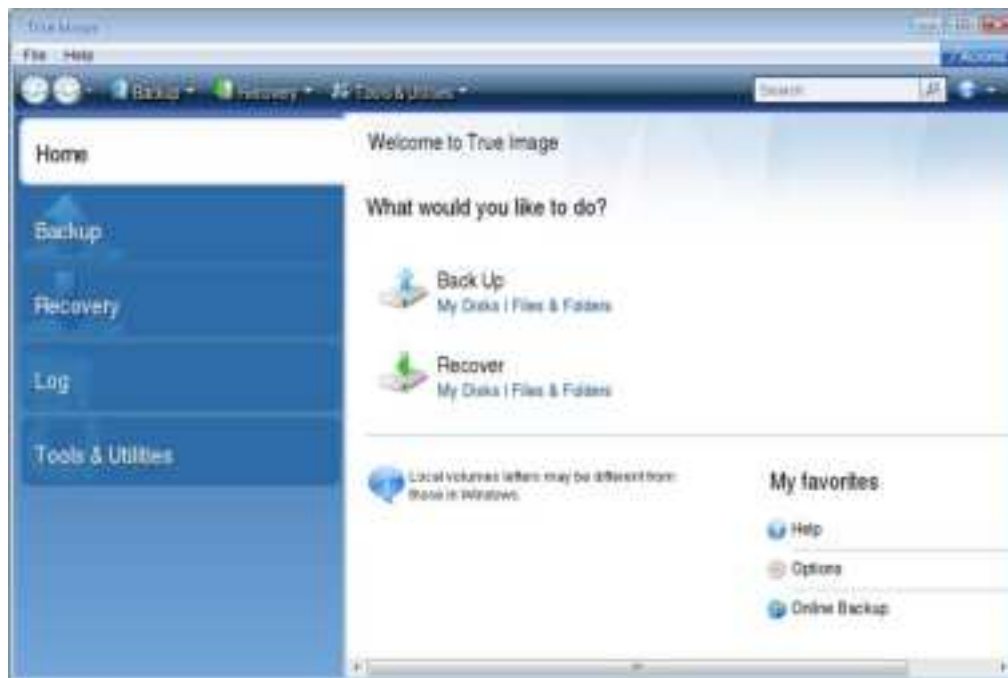 True Image
File Help
Backup Recovery Tools & Utilities
Search
Acronis
Home
Backup
Recovery
Log
Tools & Utilities
Welcome to True Image
What would you like to do?
Back Up
My Disks | Files & Folders
Recover
My Disks | Files & Folders
Local volumes letters may be different from
those in Windows.
My favorites
Help
Options
Online Backup